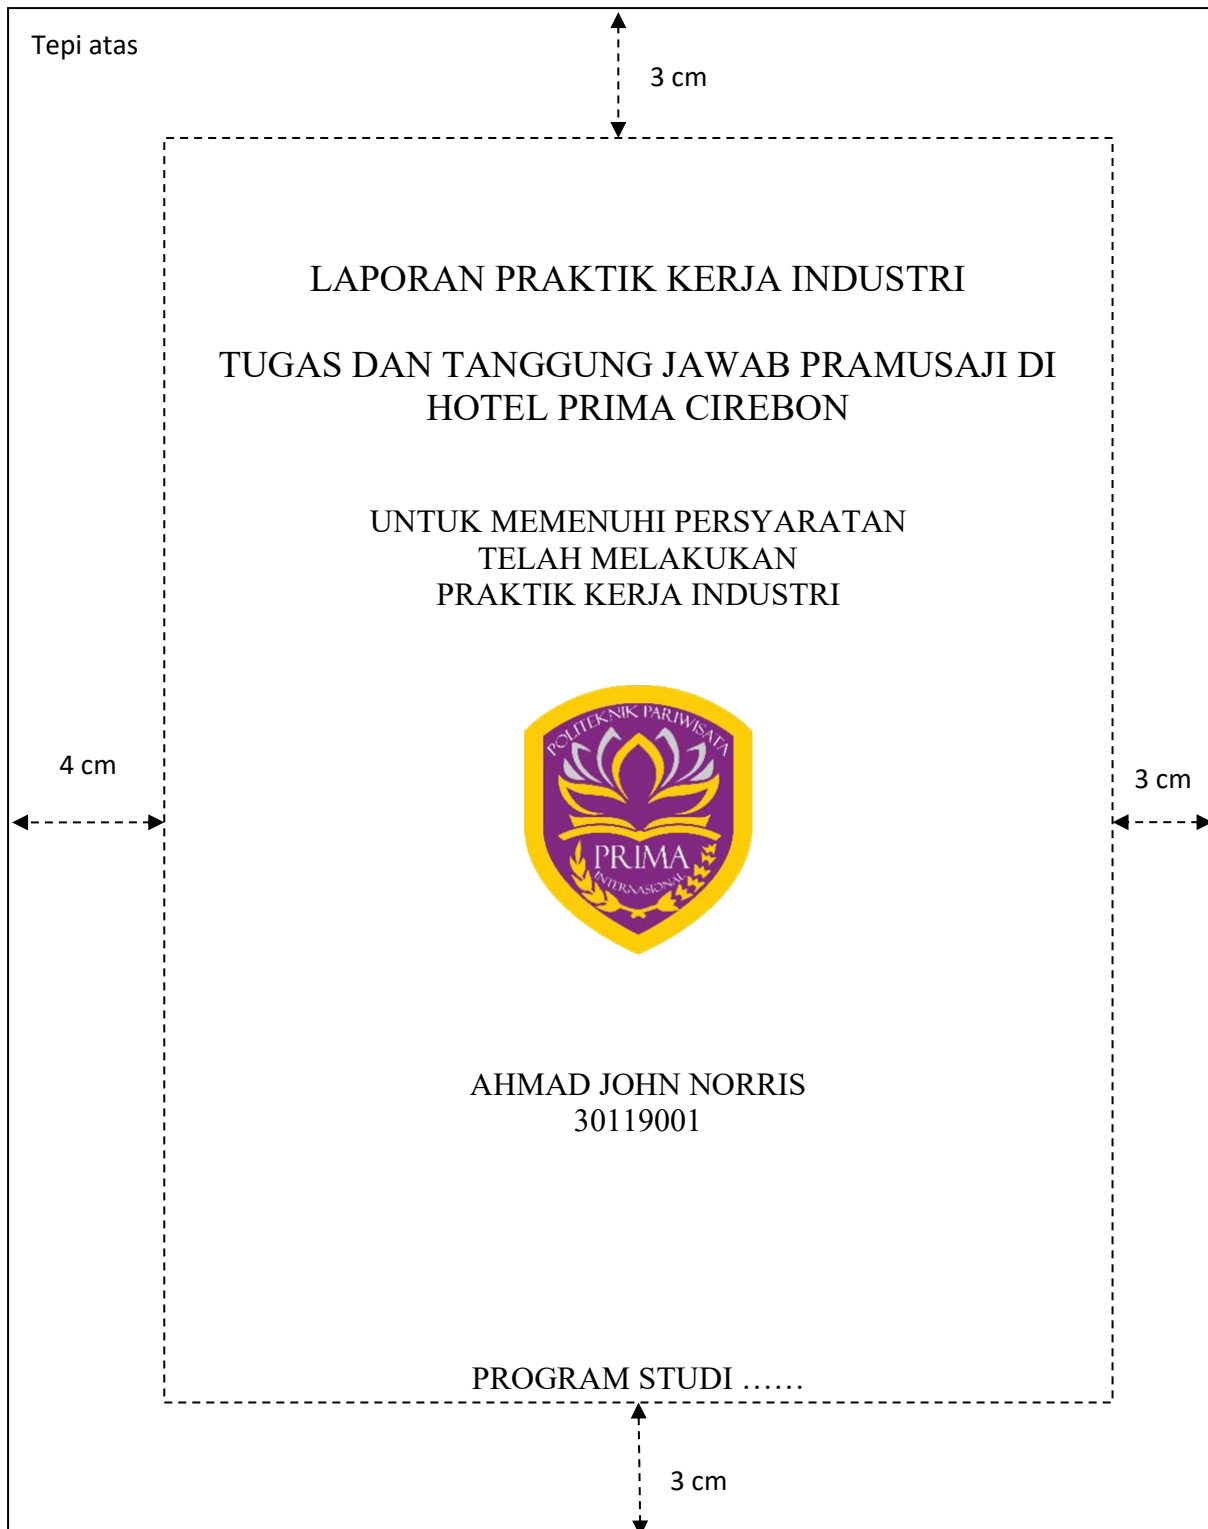 Tepi atas
3 cm
LAPORAN PRAKTIK KERJA INDUSTRI
TUGAS DAN TANGGUNG JAWAB PRAMUSAJI DI
HOTEL PRIMA CIREBON
UNTUK MEMENUHI PERSYARATAN
TELAH MELAKUKAN
PRAKTIK KERJA INDUSTRI
POLITEKNIK PARIWISATA
4 cm
3 cm
PRIMA
INTERNASIONAL
AHMAD JOHN NORRIS
30119001
PROGRAM STUDI ……
3 cm